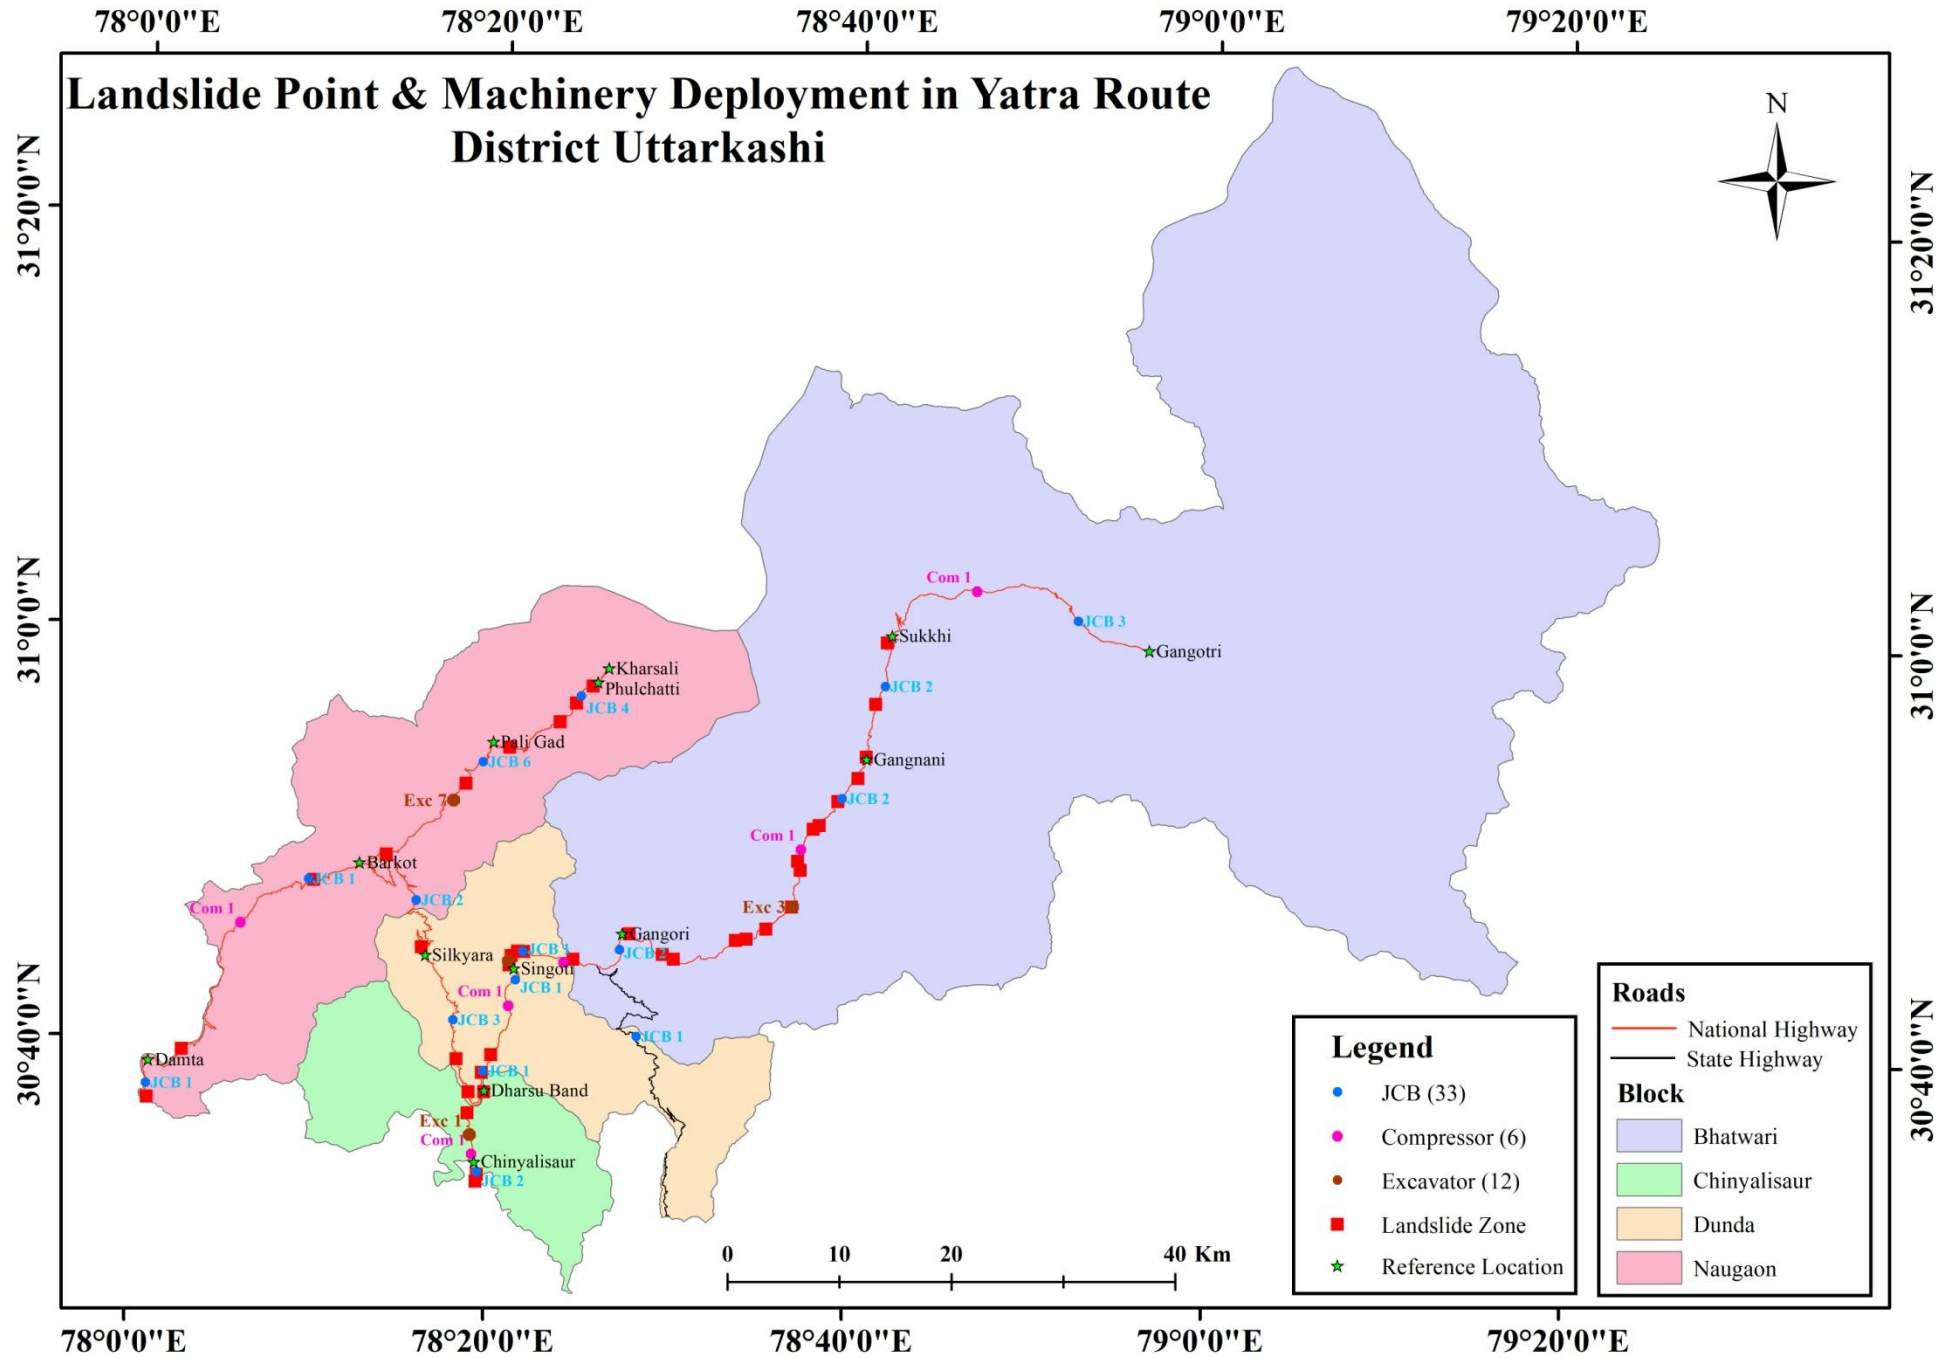 78°0'0"E 78°20'0"E 78°40'0"E 79°0'0"E 79°20'0"E
Landslide Point & Machinery Deployment in Yatra Route
District Uttarkashi
N
31°20'0"N
31°20'0"N
31°0'0"N
31°0'0"N
30°40'0"N
30°40'0"N
Com 1
JCB 3
Sukkhi
Gangotri
Kharsali
Phulchatti
JCB 2
JCB 4
Pali Gad
JCB 6
Gangnani
Exc 7
JCB 2
Com 1
Barkot
JCB 1
JCB 2
Com 1
Exc 3
Gangori
JCB 1
JCB 2
Silkyara
Singoti
JCB 1
Com 1
JCB 3
JCB 1
Damta
JCB 1
JCB 1
Dharsu Band
Exc 1
Com 1
Chinyalisaur
JCB 2
0 10 20 40 Km
Legend
JCB (33)
Compressor (6)
Excavator (12)
Landslide Zone
Reference Location
Roads
National Highway
State Highway
Block
Bhatwari
Chinyalisaur
Dunda
Naugaon
78°0'0"E 78°20'0"E 78°40'0"E 79°0'0"E 79°20'0"E